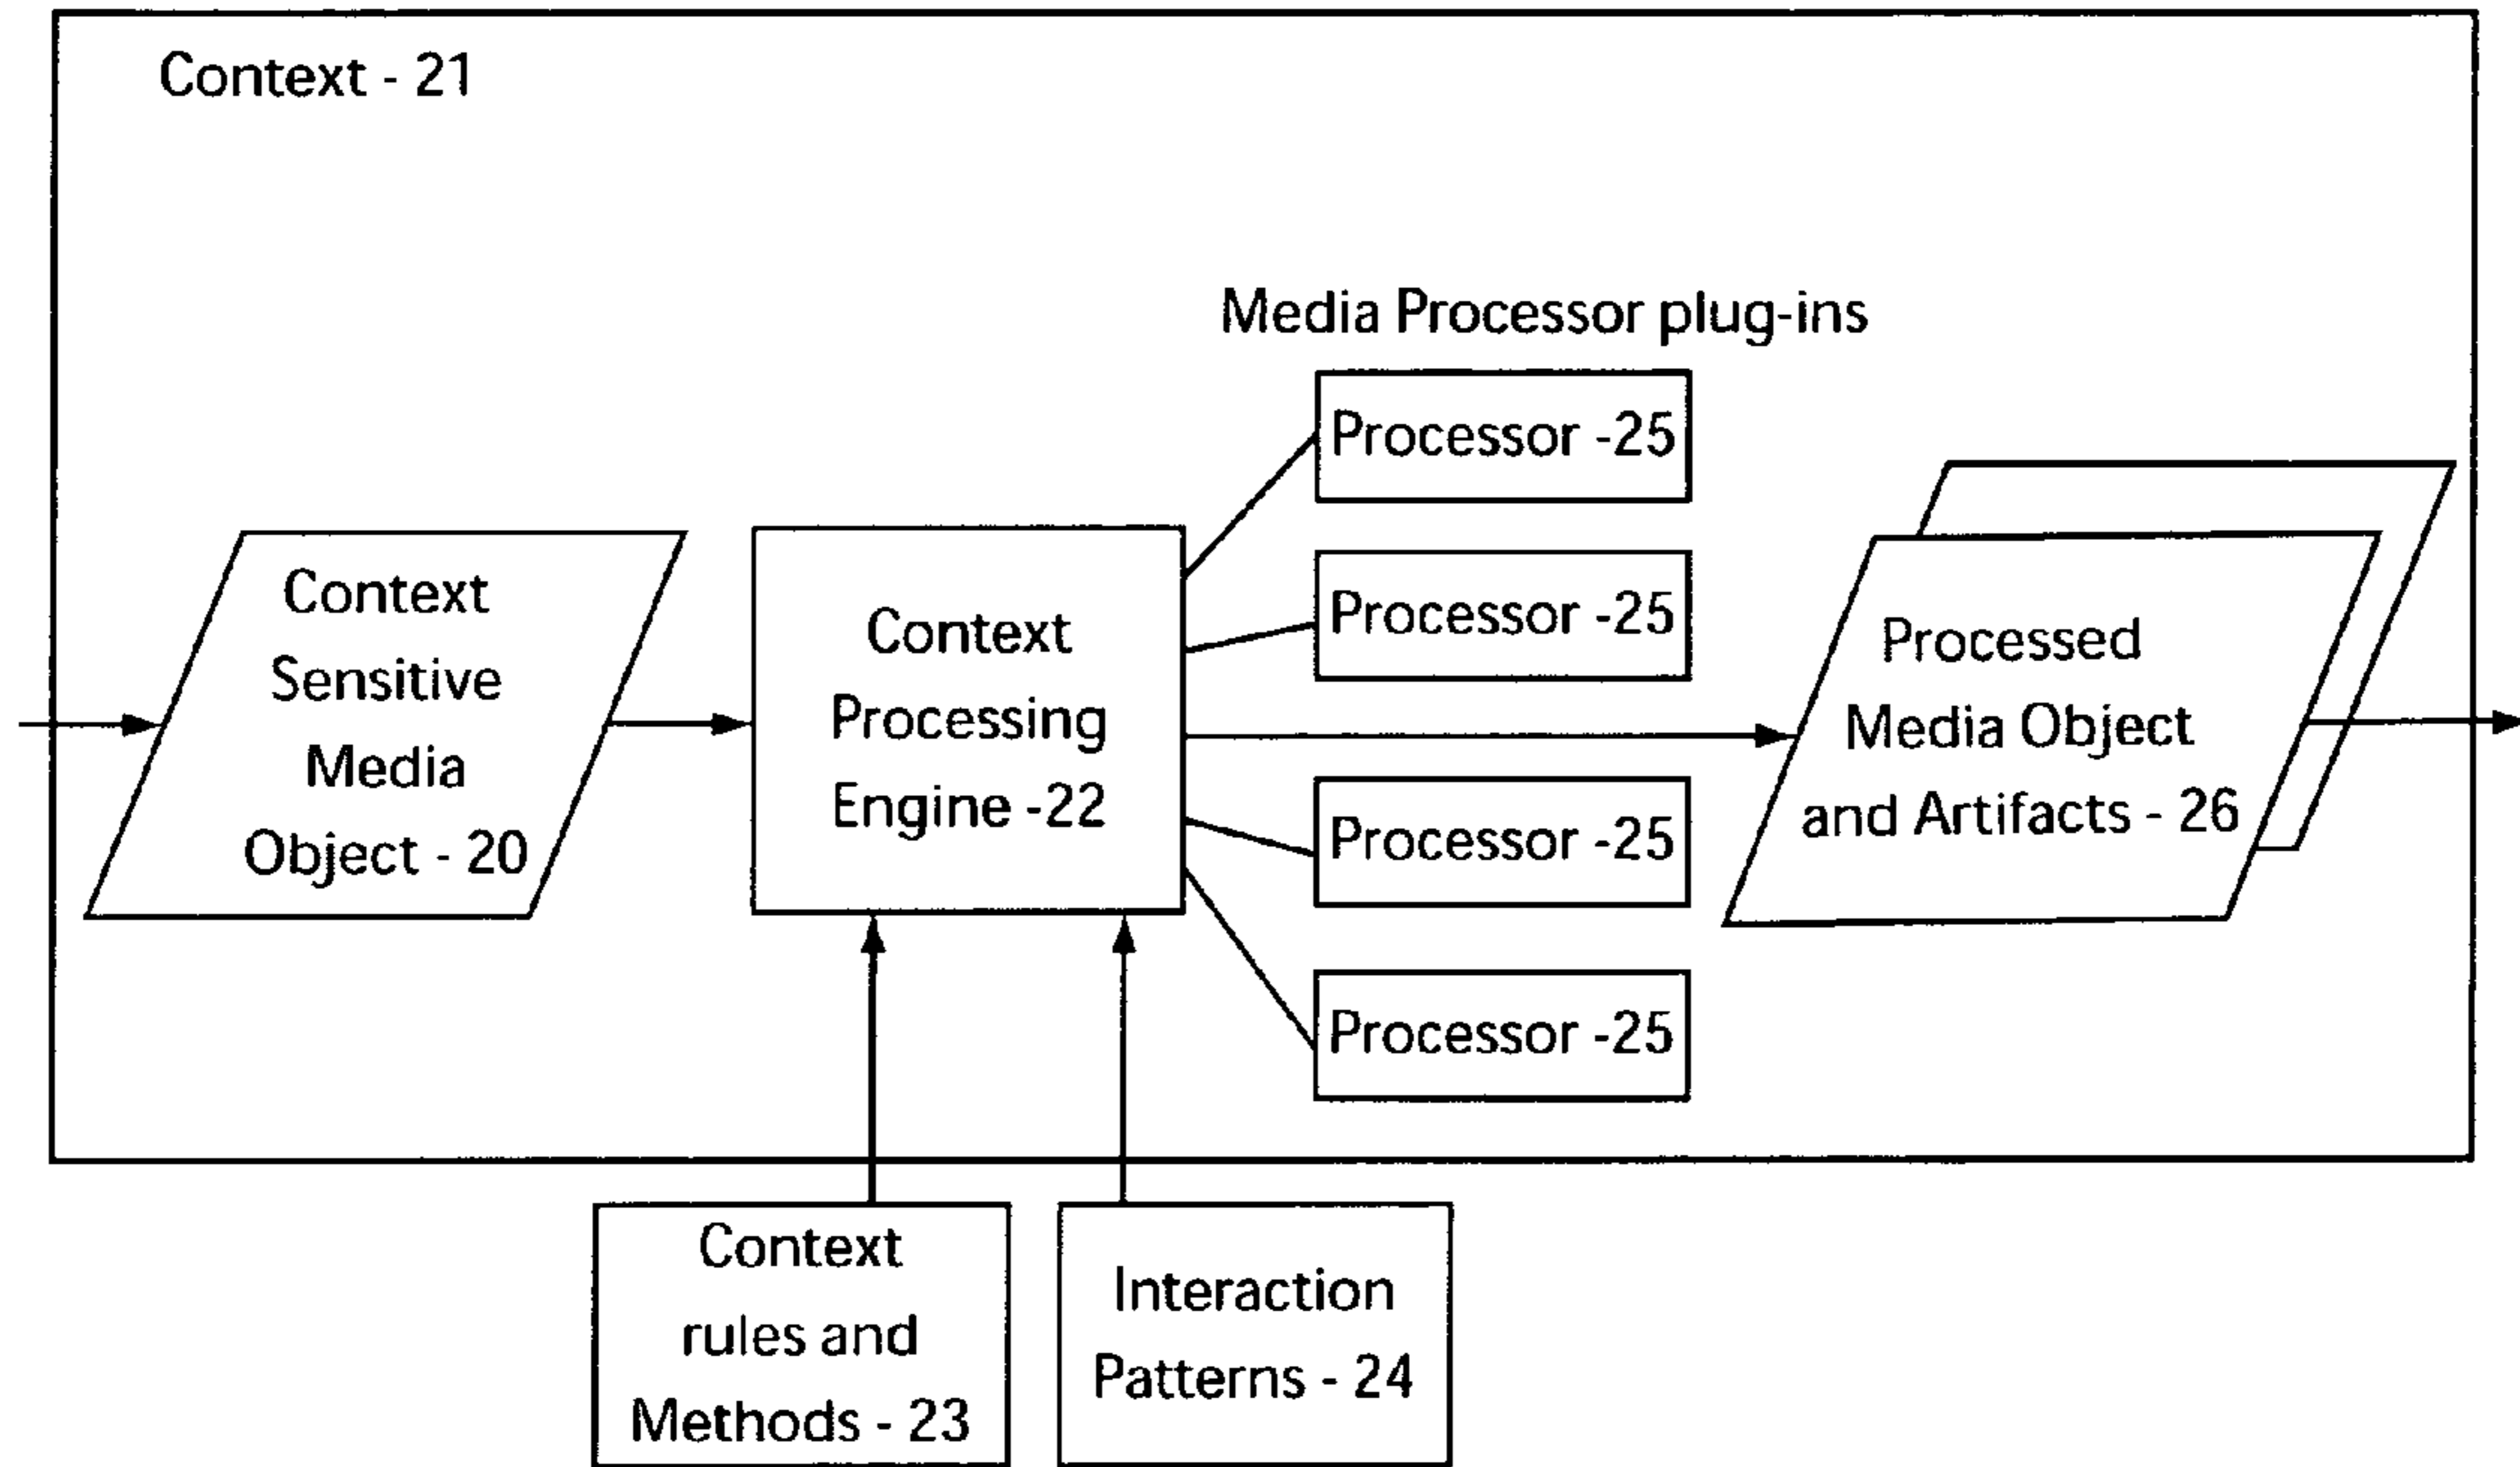 Context - 21
Media Processor plug-ins
Processor -25
Processor -25
Context
Sensitive
Media
Object - 20
Context
Processing
Engine -22
Processed
Media Object
and Artifacts - 26
Processor -25
Processor -25
Context
rules and
Methods - 23
Interaction
Patterns - 24